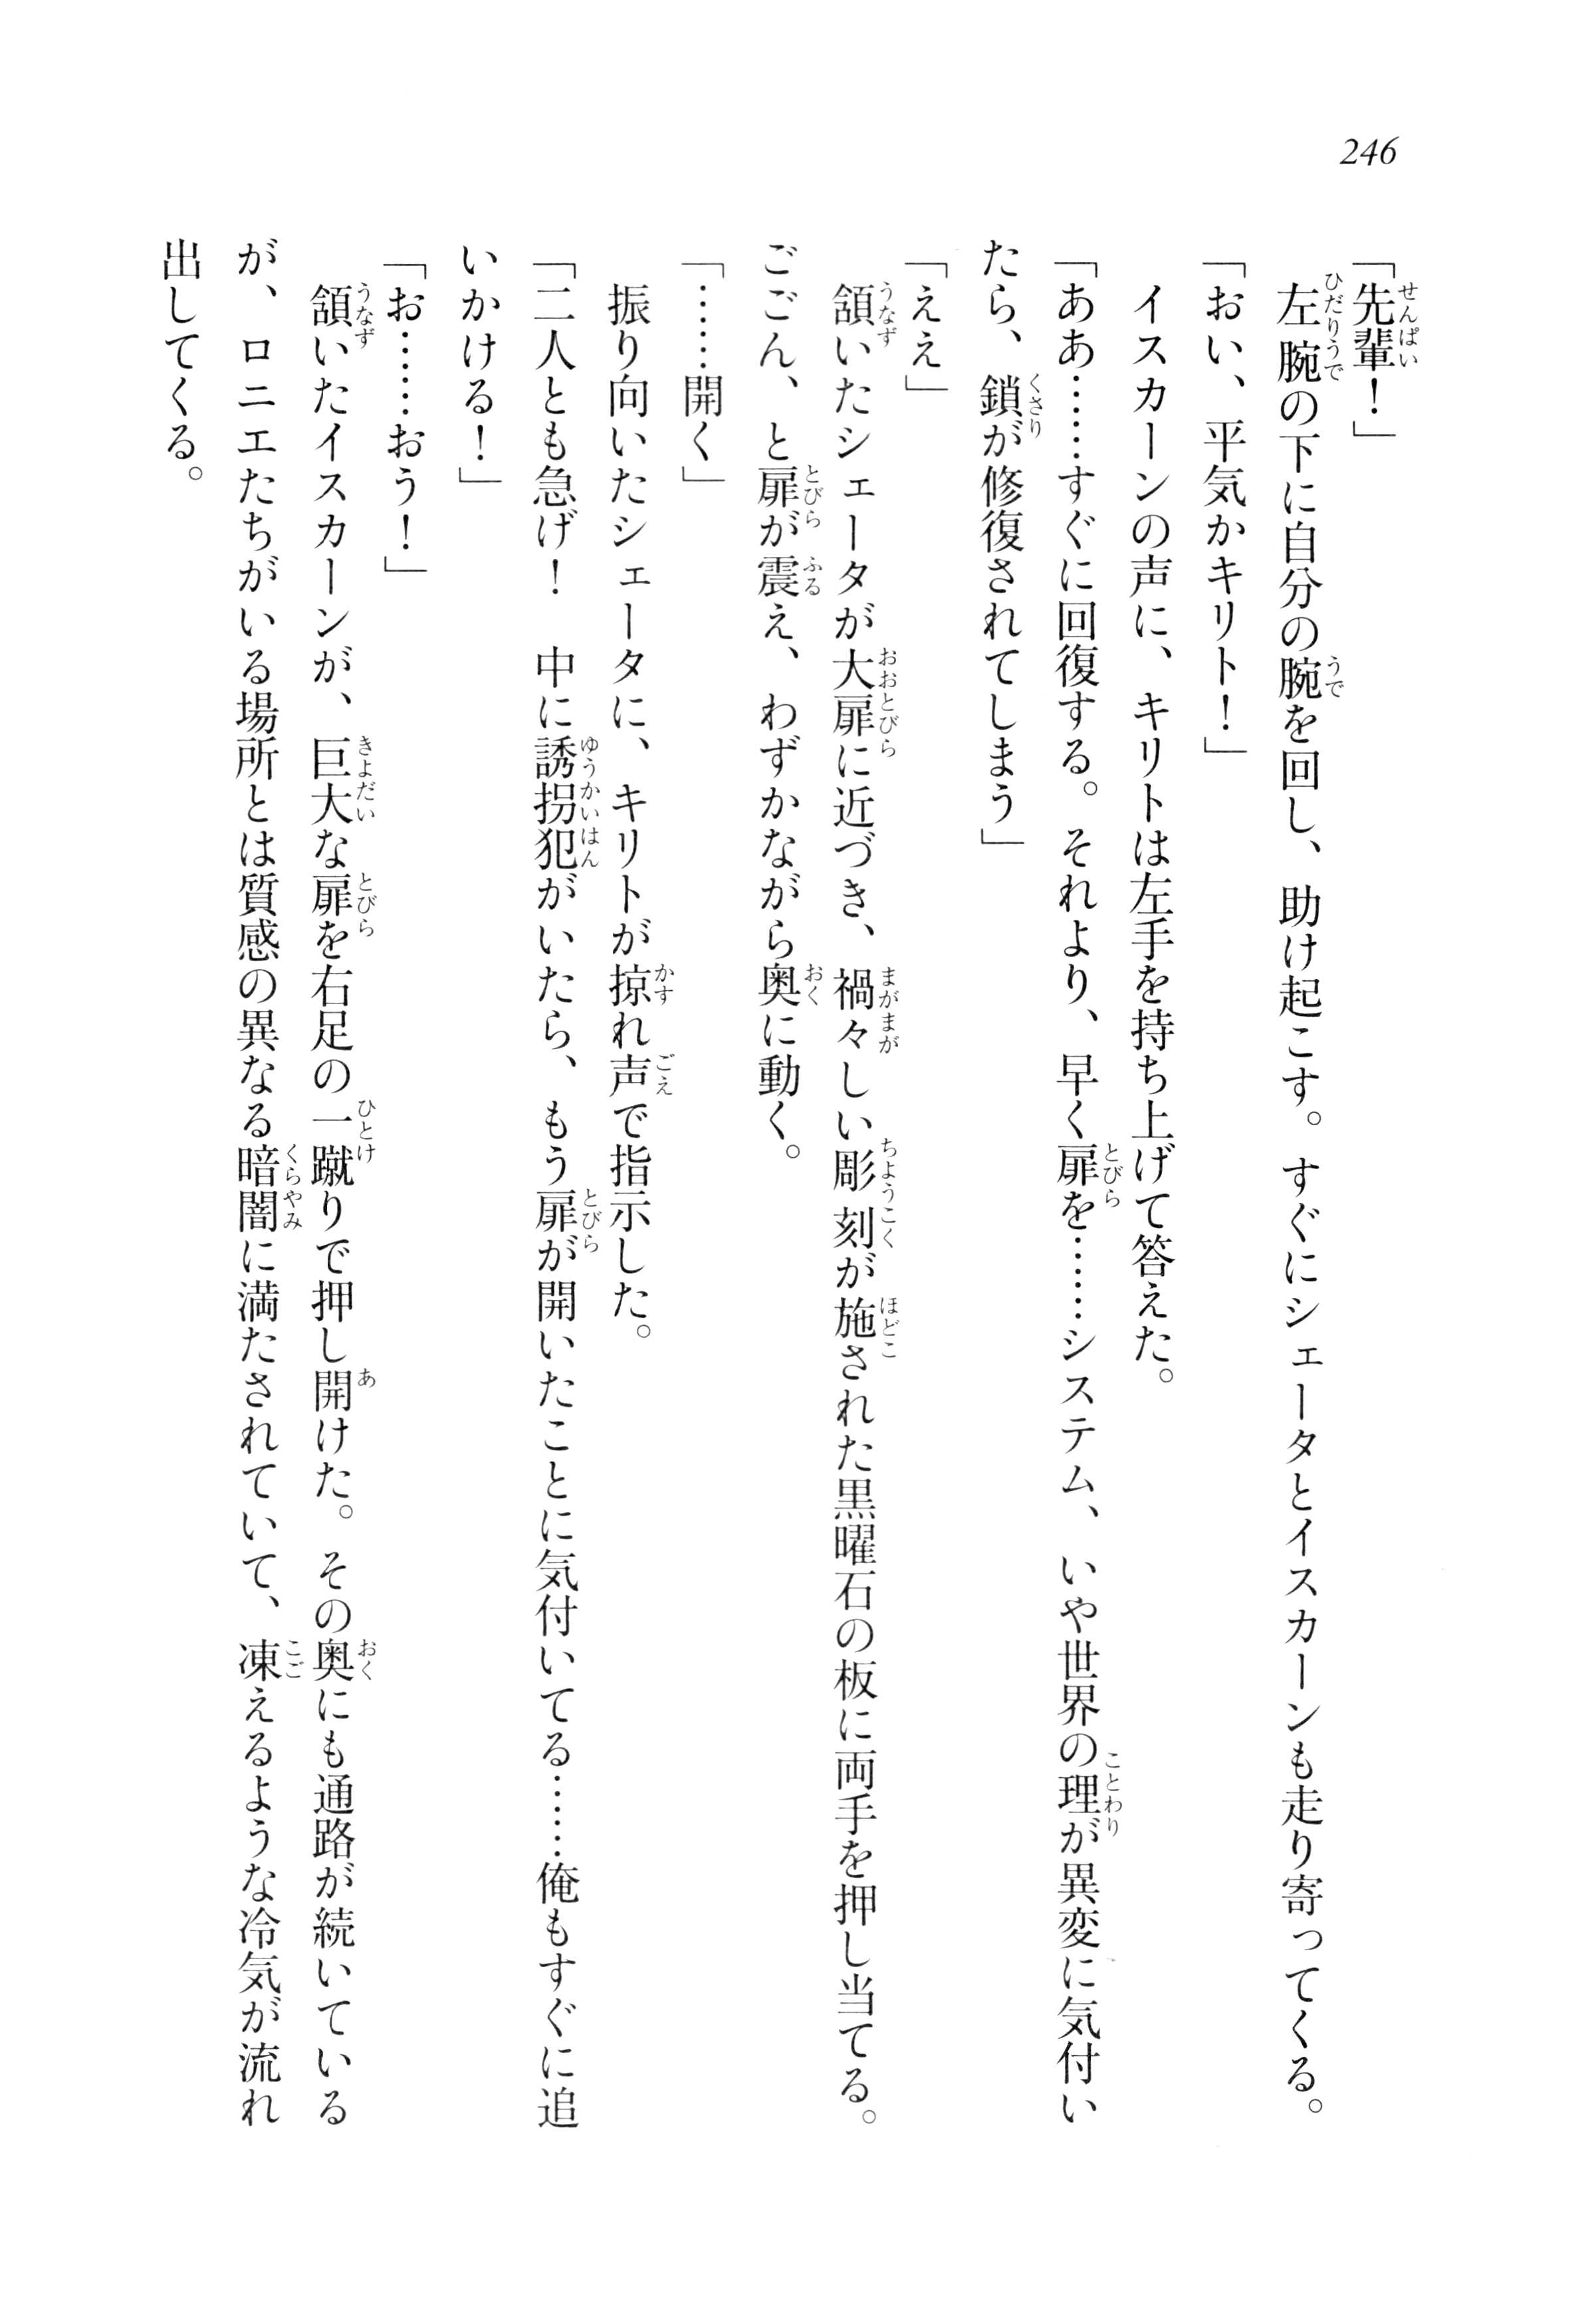 246
「先輩！」
左腕の下に自分の腕を回し、助け起こす。すぐにシェータとイスカーンも走り寄ってくる。
「おい、平気かキリト！」
イスカーンの声に、キリトは左手を持ち上げて答えた。
「ああ……すぐに回復する。それより、早く扉を……システム、いや世界の理が異変に気付い
たら、鎖が修復されてしまう」
「ええ」
頷いたシェータが大扉に近づき、禍々しい彫刻が施された黒曜石の板に両手を押し当てる。
ごごん、と扉が震え、わずかながら奥に動く。
「……開く」
振り向いたシェータに、キリトが掠れ声で指示した。
「二人とも急げ！　中に誘拐犯がいたら、もう扉が開いたことに気付いてる……俺もすぐに追
いかける！」
「お……おう！」
頷いたイスカーンが、巨大な扉を右足の一蹴りで押し開けた。その奥にも通路が続いている
が、ロニエたちがいる場所とは質感の異なる暗闇に満たされていて、凍えるような冷気が流れ
出してくる。